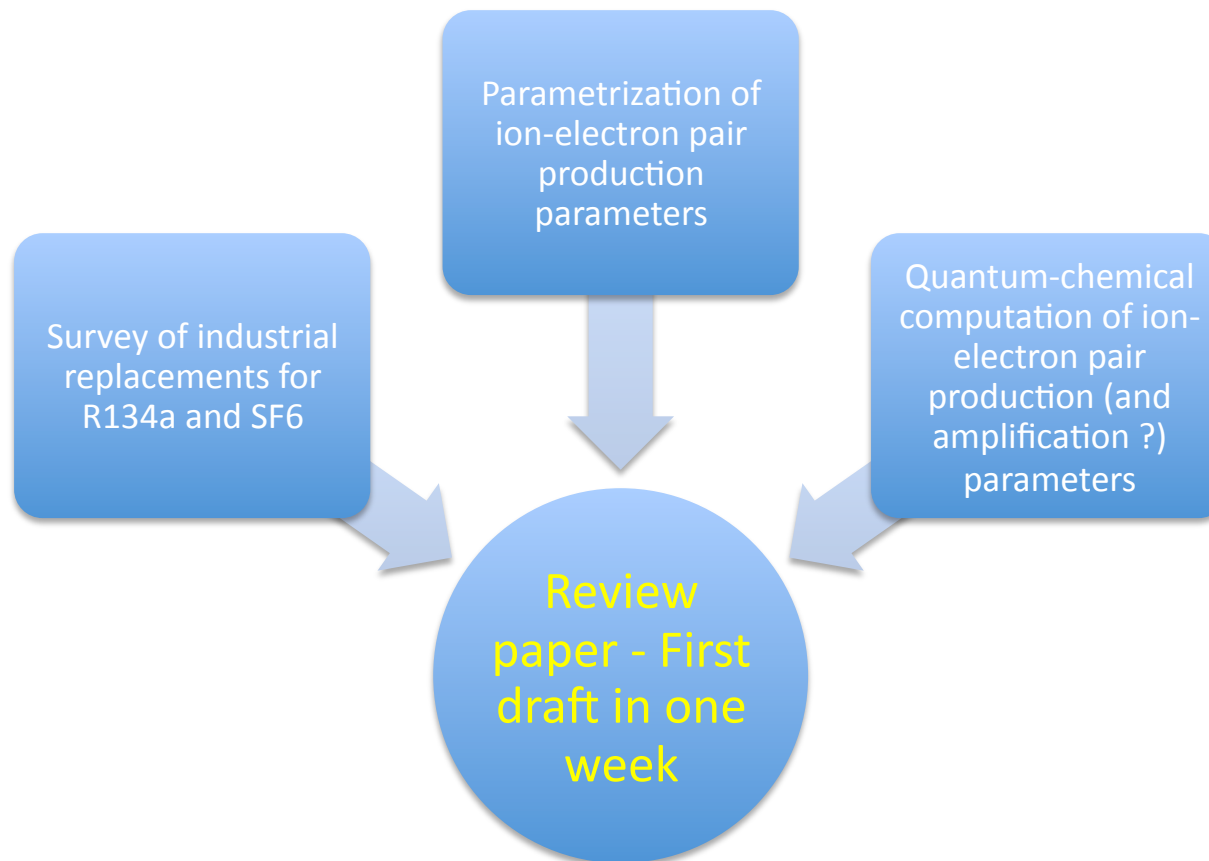 Parametrization of
ion-electron pair
production
parameters
Survey of industrial
replacements for
R134a and SF6
Quantum-chemical
computation of ion-
electron pair
production (and
amplification ?)
parameters
Review
paper - First
draft in one
week